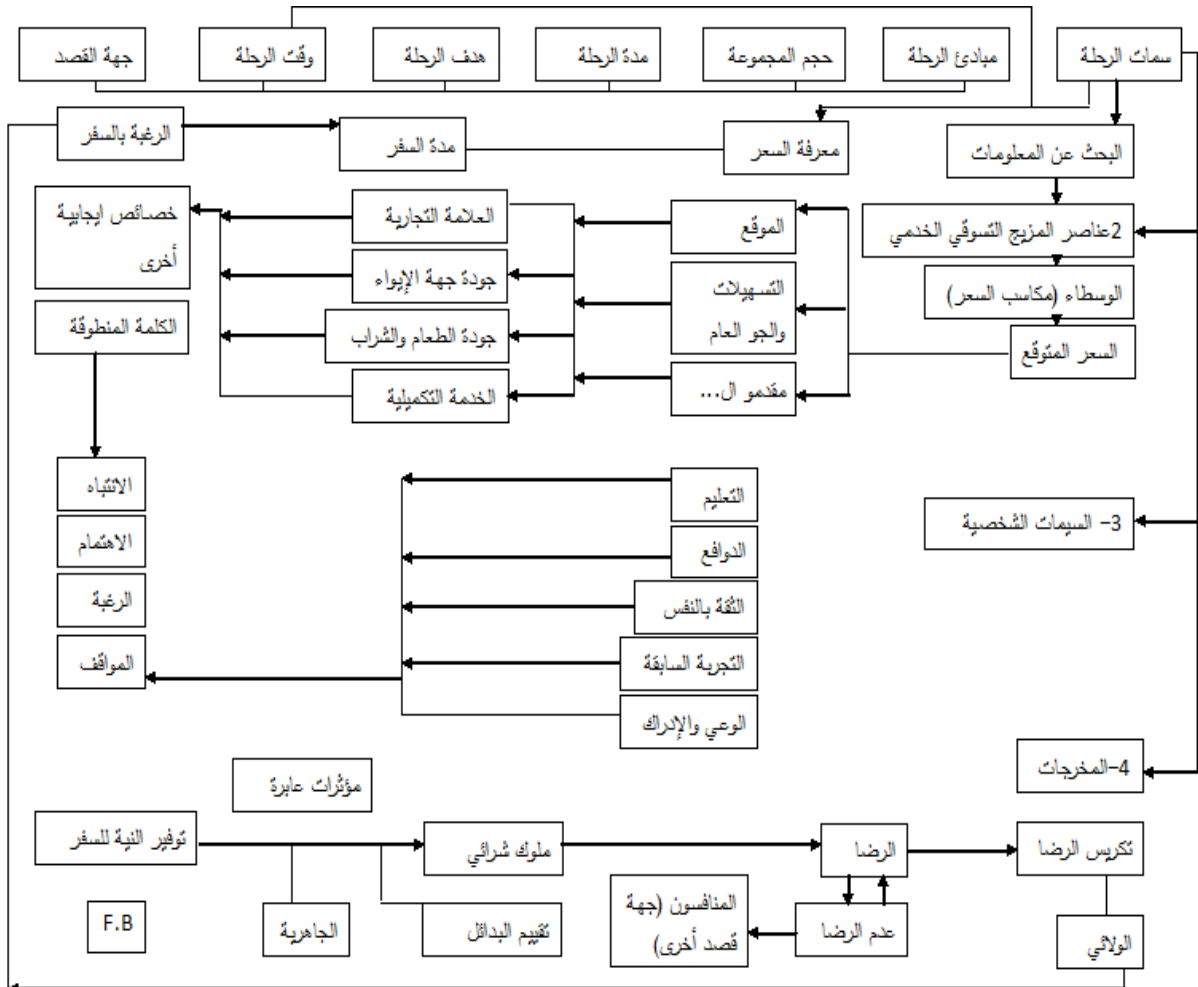 سمات الرحلة
مبادئ الرحلة
حجم المجموعة
مدة الرحلة
هدف الرحلة
وقت الرحلة
جهة القصد
البحث عن المعلومات
معرفة السعر
مدة السفر
الرغبة بالسفر
2عناصر المزيج التسوقي الخدمي
الوسطاء (مكاسب السعر)
السعر المتوقع
الموقع
التسهيلات
والجو العام
مقدمو ال...
العلامة التجارية
جودة جهة الإيواء
جودة الطعام والشراب
الخدمة التكميلية
خصائص ايجابية
أخرى
الكلمة المنطوقة
الانتباه
الاهتمام
الرغبة
المواقف
3- السيمات الشخصية
التعليم
الدوافع
الثقة بالنفس
التجربة السابقة
الوعي والإدراك
4-المخرجات
مؤثرات عابرة
توفير النية للسفر
ملوك شرائي
الرضا
تكريس الرضا
الجاهرية
تقييم البدائل
المنافسون (جهة
قصد أخرى)
عدم الرضا
الولائي
F.B